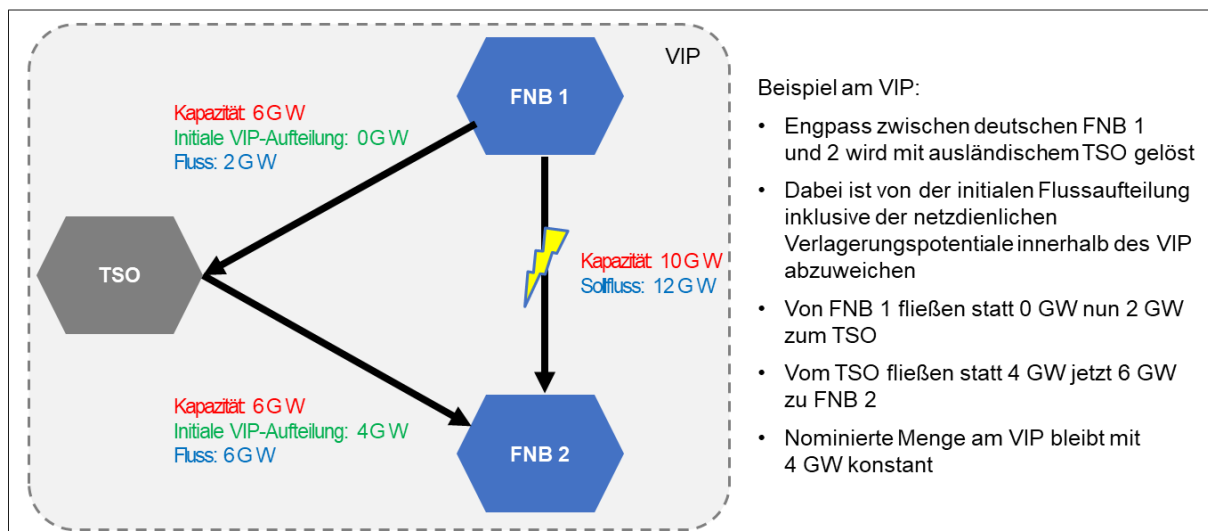 VIP
FNB 1
Kapazität: 6 GW
Initiale VIP-Aufteilung: 0GW
Fluss: 2 GW
TSO
Kapazität: 10 GW
Sollfluss: 12 GW
Kapazität: 6 GW
Initiale VIP-Aufteilung: 4GW
Fluss: 6 GW
FNB 2
Beispiel am VIP:
• Engpass zwischen deutschen FNB 1
und 2 wird mit ausländischem TSO gelöst
• Dabei ist von der initialen Flussaufteilung
inklusive der netzdienlichen
Verlagerungspotentiale innerhalb des VIP
abzuweichen
• Von FNB 1 fließen statt 0 GW nun 2 GW
zum TSO
• Vom TSO fließen statt 4 GW jetzt 6 GW
zu FNB 2
• Nominierte Menge am VIP bleibt mit
4 GW konstant